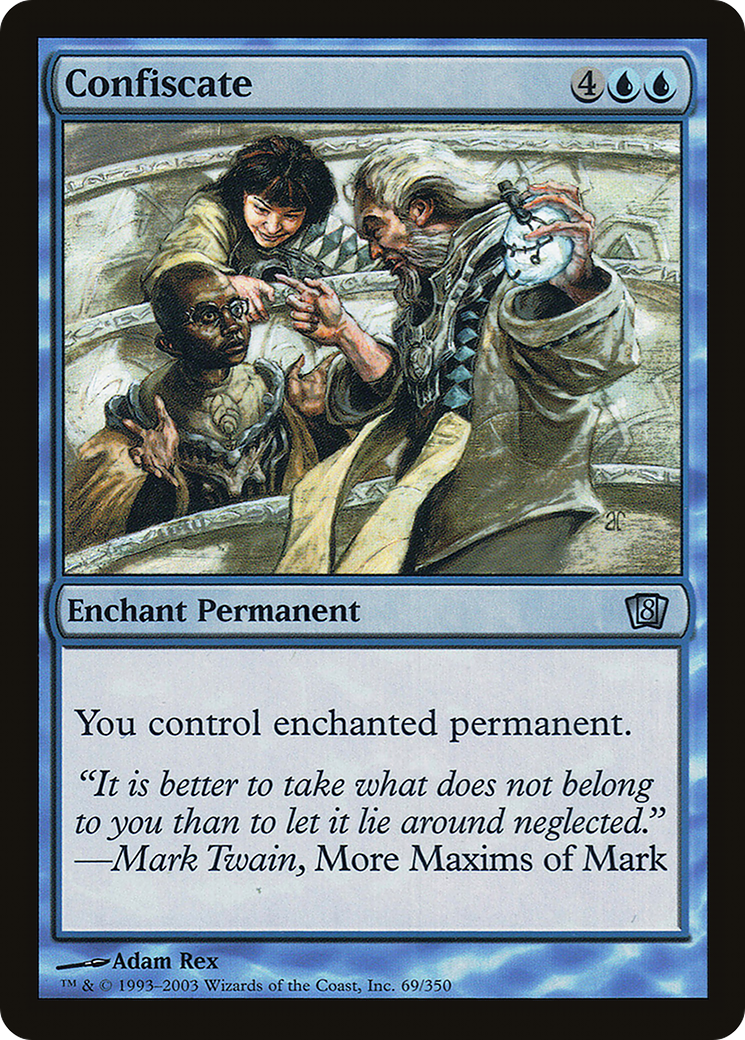 Confiscate 4
ar
Enchant Permanent 8
You control enchanted permanent.
“It is better to take what does not belong
to you than to let it lie around neglected.”
—Mark Twain, More Maxims of Mark
Adam Rex
™ & © 1993–2003 Wizards of the Coast, Inc. 69/350